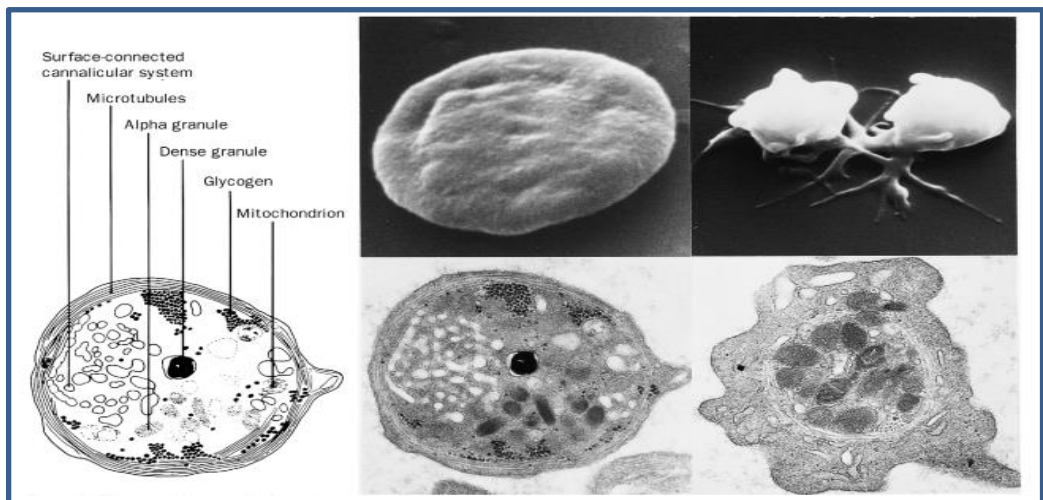 Surface-connected
cannalicular system
Microtubules
Alpha granule
Dense granule
Glycogen
Mitochondrion